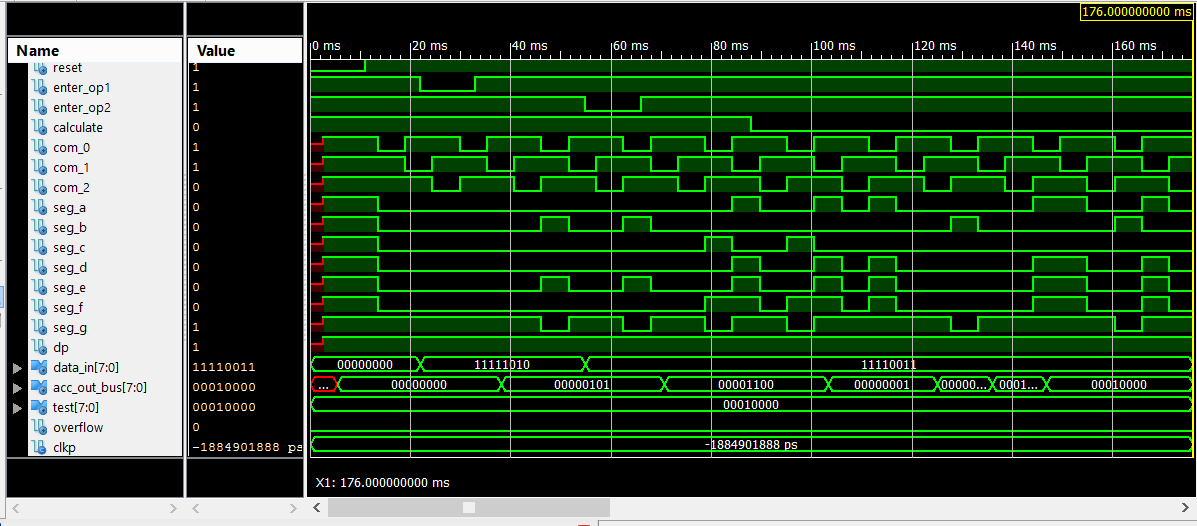 176.000000000 ms
Name Value 0 ms 20 ms 40 ms 60 ms 80 ms 100 ms 120 ms 140 ms 160 ms
reset 1
enter_op1 1
enter_op2 1
calculate 0
com_0 1
com_1 1
com_2 0
seg_a 0
seg_b 0
seg_c 0
seg_d 0
seg_e 0
seg_f 0
seg_g 1
dp 1
data_in[7:0] 11110011 00000000 11111010 11110011
acc_out_bus[7:0] 00010000 ... 00000000 00000101 00001100 00000001 00000... 0001... 00010000
test[7:0] 00010000 00010000
overflow 0
clkp -1884901888 ps -1884901888 ps
X1: 176.000000000 ms